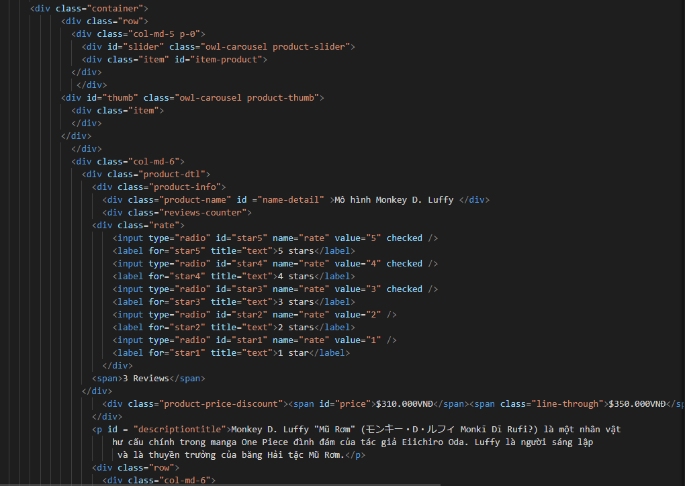 <div class="container">
<div class="row">
<div class="col-md-5 p-0">
<div id="slider" class="owl-carousel product-slider">
<div class="item" id="item-product">
</div>
</div>
<div id="thumb" class="owl-carousel product-thumb">
<div class="item">
</div>
</div>
</div>
<div class="col-md-6">
<div class="product-dtl">
<div class="product-info">
<div class="product-name" id ="name-detail" >Mô hình Monkey D. Luffy </div>
<div class="reviews-counter">
<div class="rate">
<input type="radio" id="star5" name="rate" value="5" checked />
<label for="star5" title="text">5 stars</label>
<input type="radio" id="star4" name="rate" value="4" checked />
<label for="star4" title="text">4 stars</label>
<input type="radio" id="star3" name="rate" value="3" checked />
<label for="star3" title="text">3 stars</label>
<input type="radio" id="star2" name="rate" value="2" />
<label for="star2" title="text">2 stars</label>
<input type="radio" id="star1" name="rate" value="1" />
<label for="star1" title="text">1 star</label>
</div>
<span>3 Reviews</span>
</div>
<div class="product-price-discount"><span id="price">$310.000VNĐ</span><span class="line-through">$350.000VNĐ</sp
</div>
<p id = "descriptiontitle">Monkey D. Luffy "Mũ Rơm" (モンキー・D・ルフィ Monkī Dī Rufi?) là một nhân vật
hư cấu chính trong manga One Piece đình đám của tác giả Eiichiro Oda. Luffy là người sáng lập
và là thuyền trưởng của băng Hải tặc Mũ Rơm.</p>
<div class="row">
<div class="col-md-6">